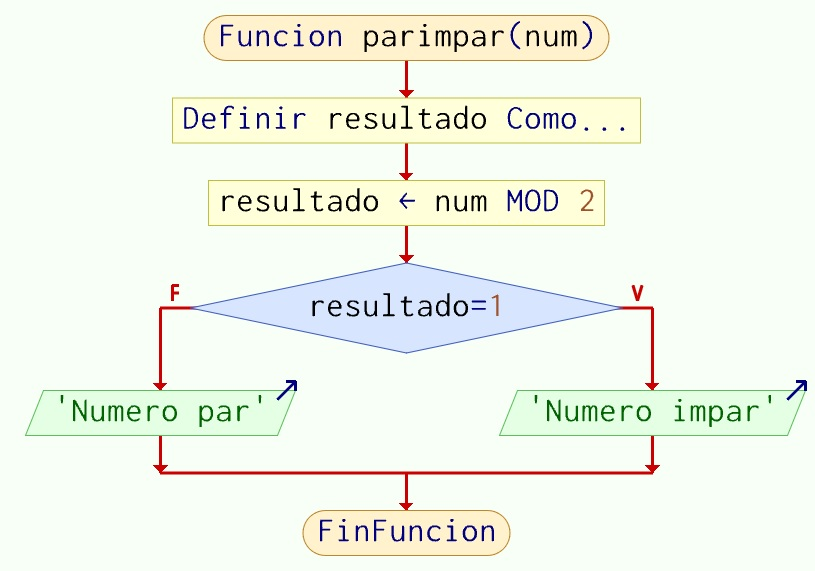 Funcion parimpar(num)
Definir resultado Como...
resultado ← num MOD 2
F
V
resultado=1
'Numero par'
'Numero impar'
FinFuncion